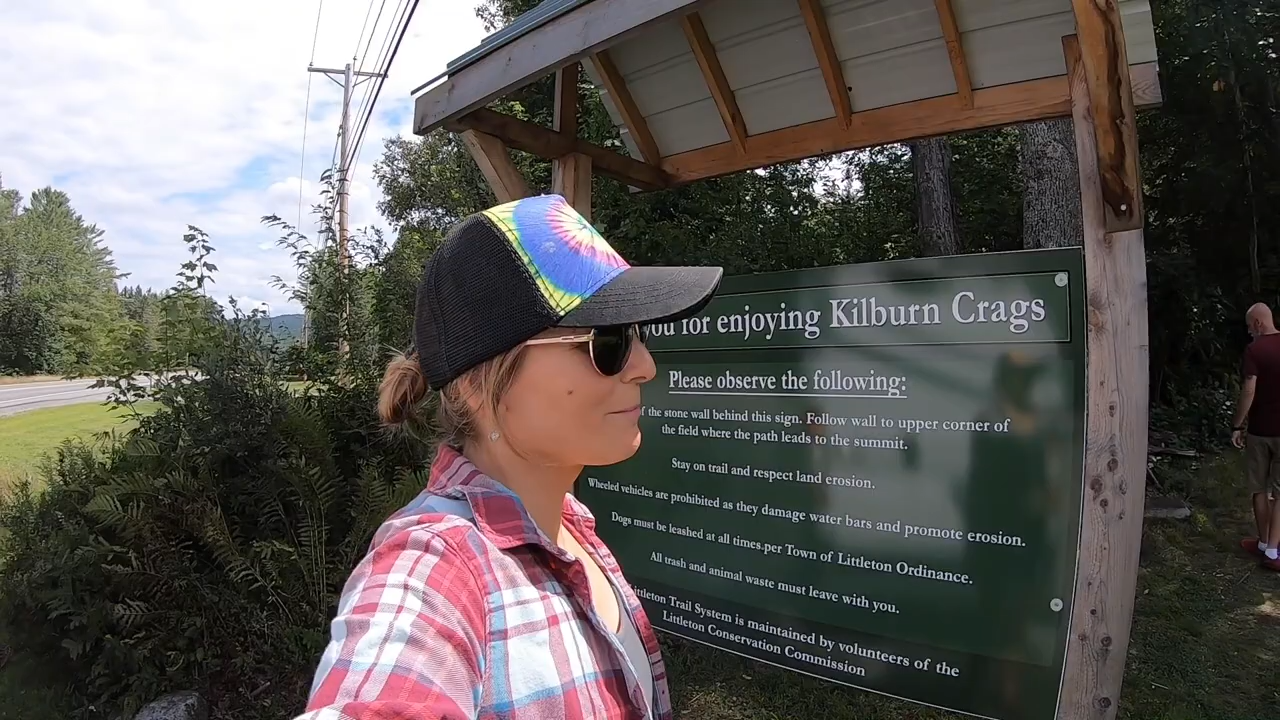 you for enjoying Kilburn Crags
Please observe the following:
of the stone wall behind this sign. Follow wall to upper corner of
the field where the path leads to the summit.
Stay on trail and respect land erosion.
Wheeled vehicles are prohibited as they damage water bars and promote erosion.
Dogs must be leashed at all times.per Town of Littleton Ordinance.
All trash and animal waste must leave with you.
ittleton Trail System is maintained by volunteers of the
Littleton Conservation Commission